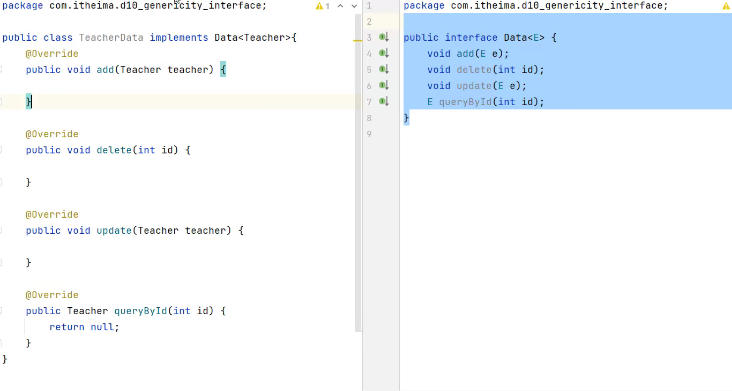 package com.itheima.d10_genericity_interface;
1
public class TeacherData implements Data<Teacher>{
@Override
public void add(Teacher teacher) {
}
@Override
public void delete(int id) {
}
@Override
public void update(Teacher teacher) {
}
@Override
public Teacher queryById(int id) {
return null;
}
}
1 package com.itheima.d10_genericity_interface;
2
3 public interface Data<E> {
4 void add(E e);
5 void delete(int id);
6 void update(E e);
7 E queryById(int id);
8 }
9